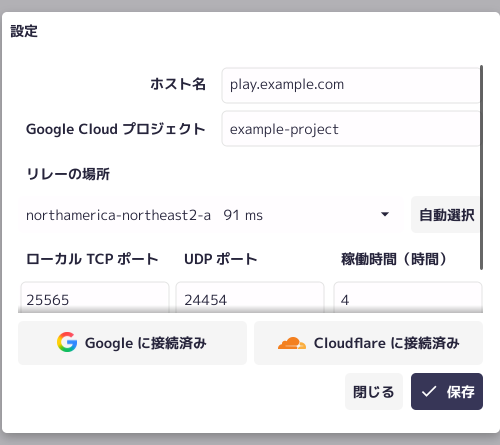 設定
ホスト名 play.example.com
Google Cloud プロジェクト example-project
リレーの場所
northamerica-northeast2-a 91 ms 自動選択
ローカル TCP ポート UDP ポート 稼働時間（時間）
25565 24454 4
Google に接続済み Cloudflare に接続済み
閉じる 保存